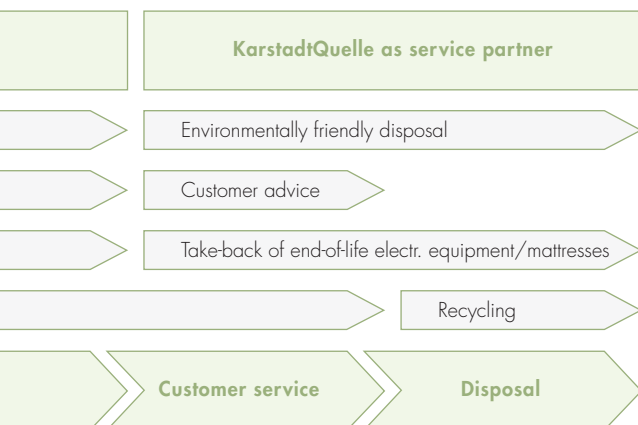 KarstadtQuelle as service partner
Environmentally friendly disposal
Customer advice
Take-back of end-of-life electr. equipment/mattresses
Recycling
Customer service
Disposal